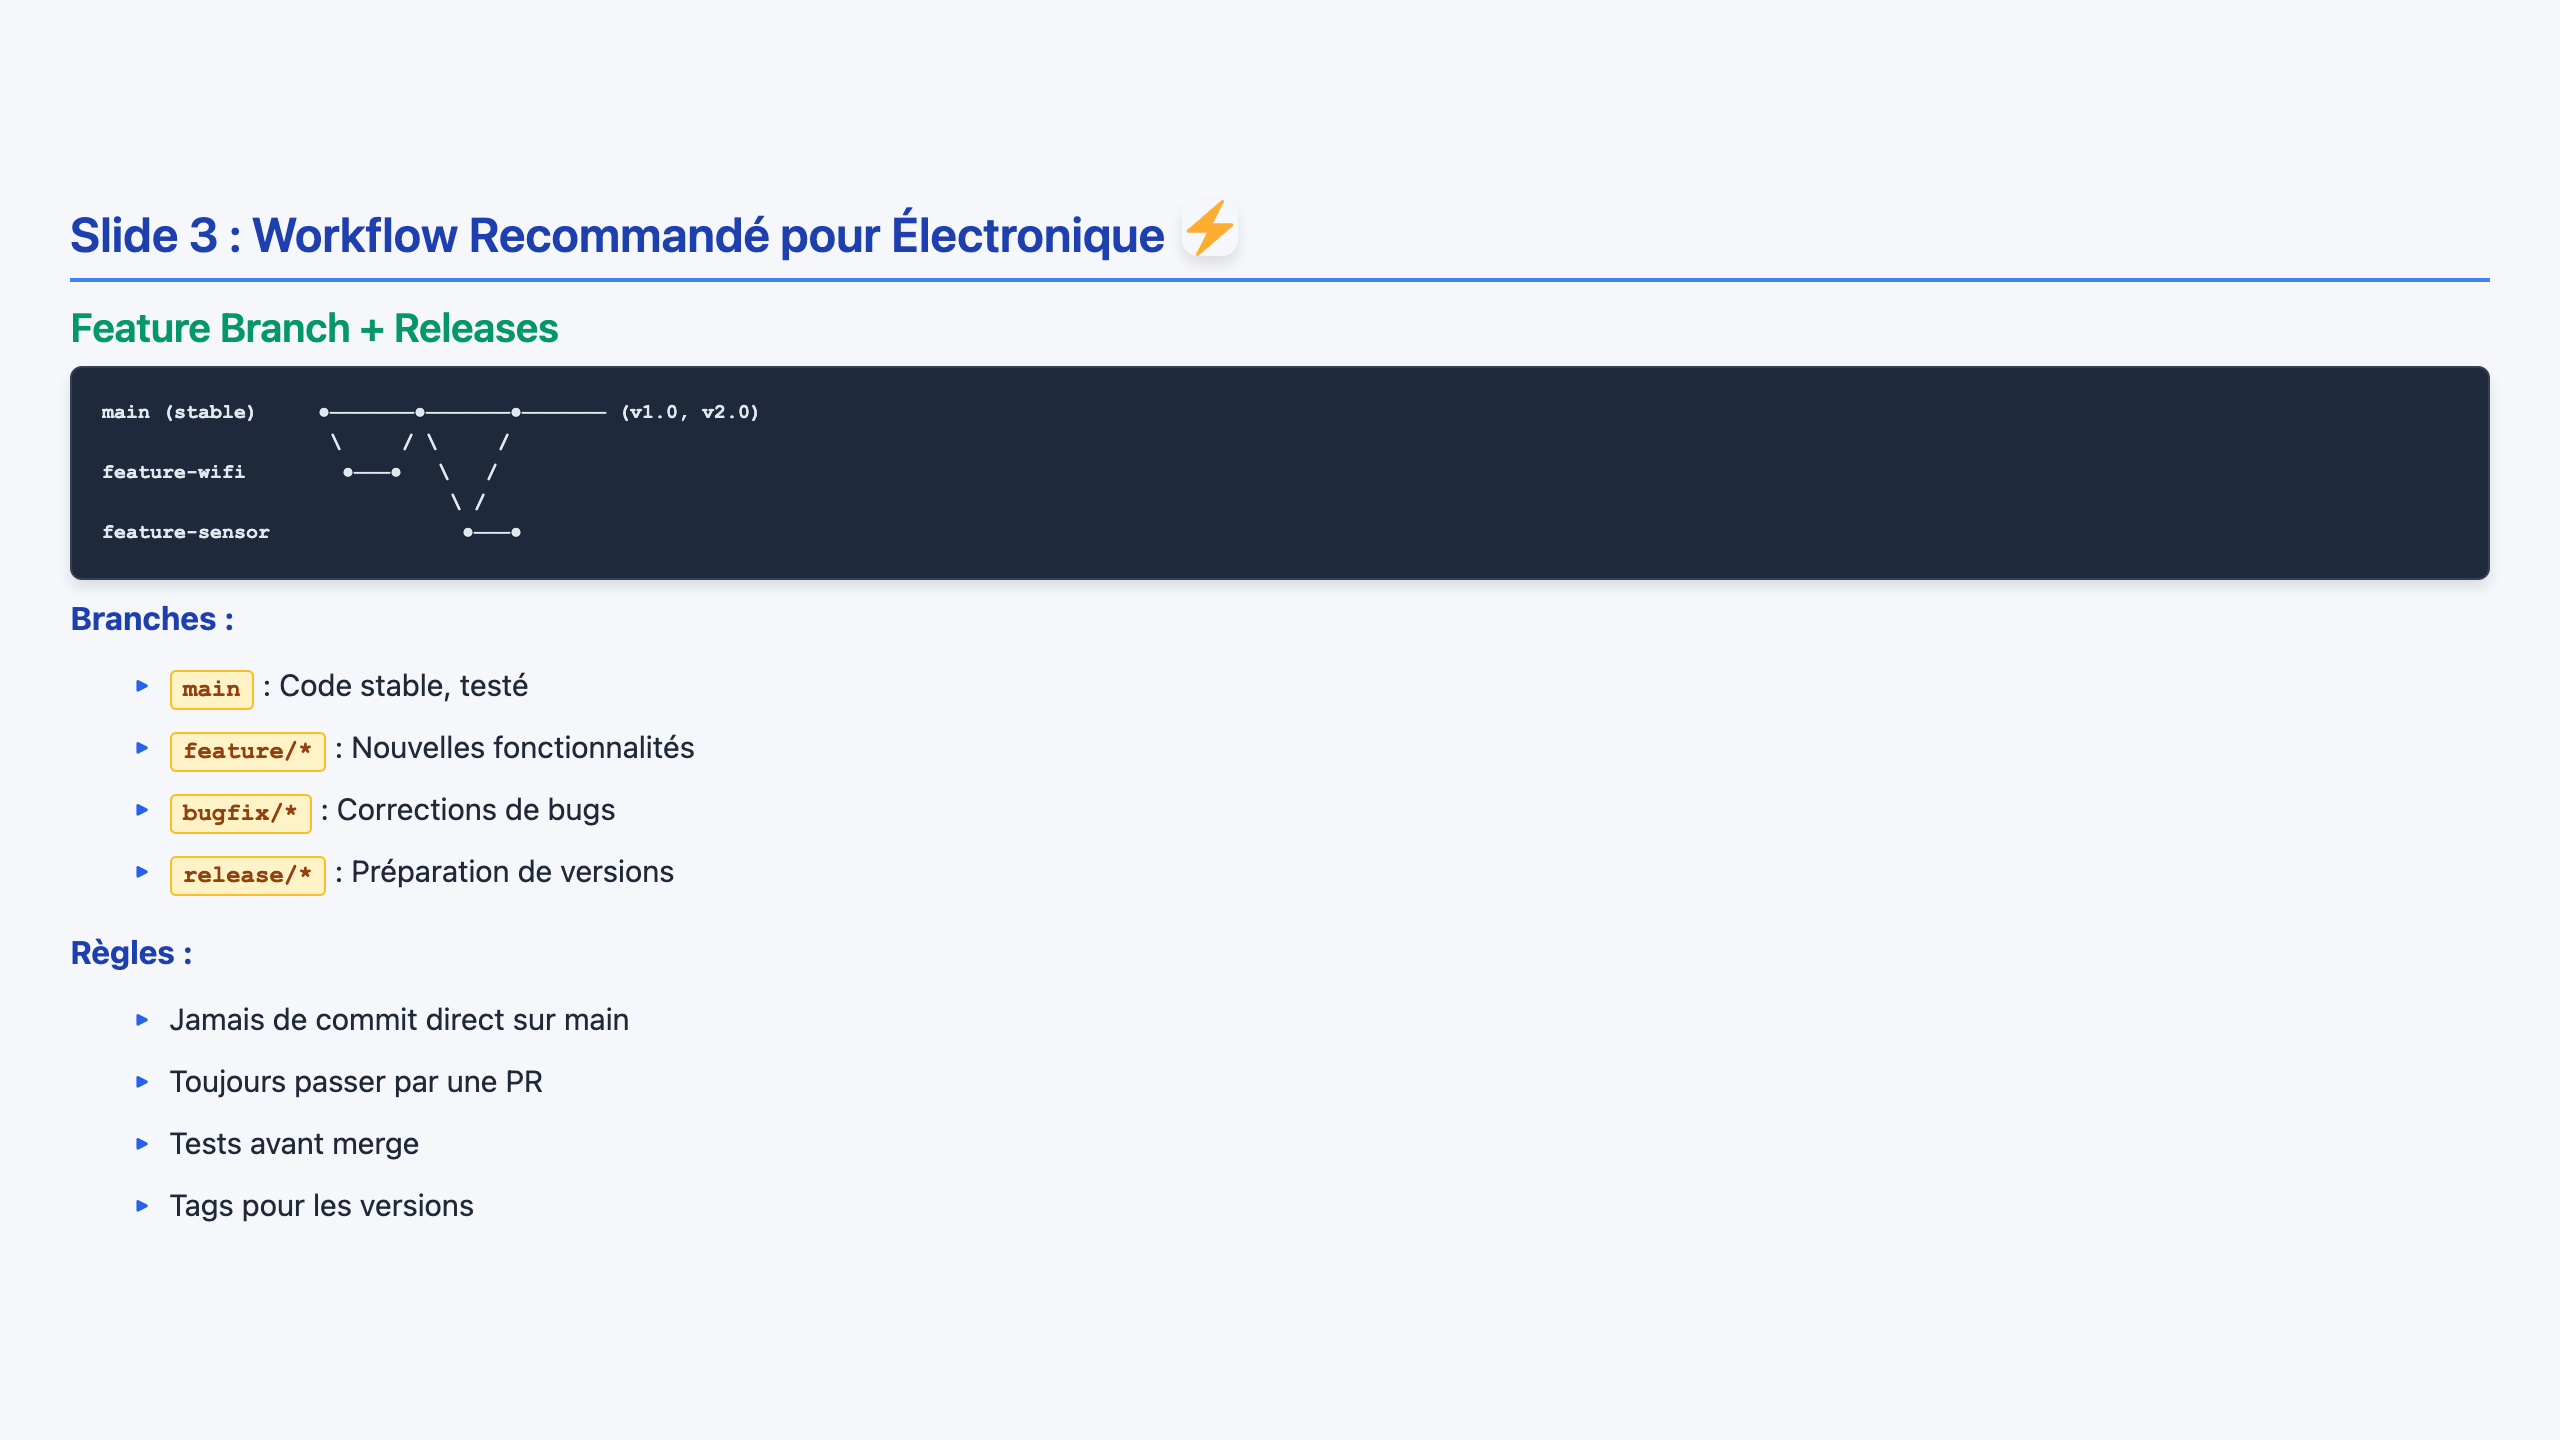 Slide 3 : Workflow Recommandé pour Électronique ⚡
Feature Branch + Releases
main (stable)     ●───────●───────●─────── (v1.0, v2.0)
                   \     / \     /
feature-wifi        ●───●   \   /
                             \ /
feature-sensor                ●───●
Branches :
▸ main : Code stable, testé
▸ feature/* : Nouvelles fonctionnalités
▸ bugfix/* : Corrections de bugs
▸ release/* : Préparation de versions
Règles :
▸ Jamais de commit direct sur main
▸ Toujours passer par une PR
▸ Tests avant merge
▸ Tags pour les versions